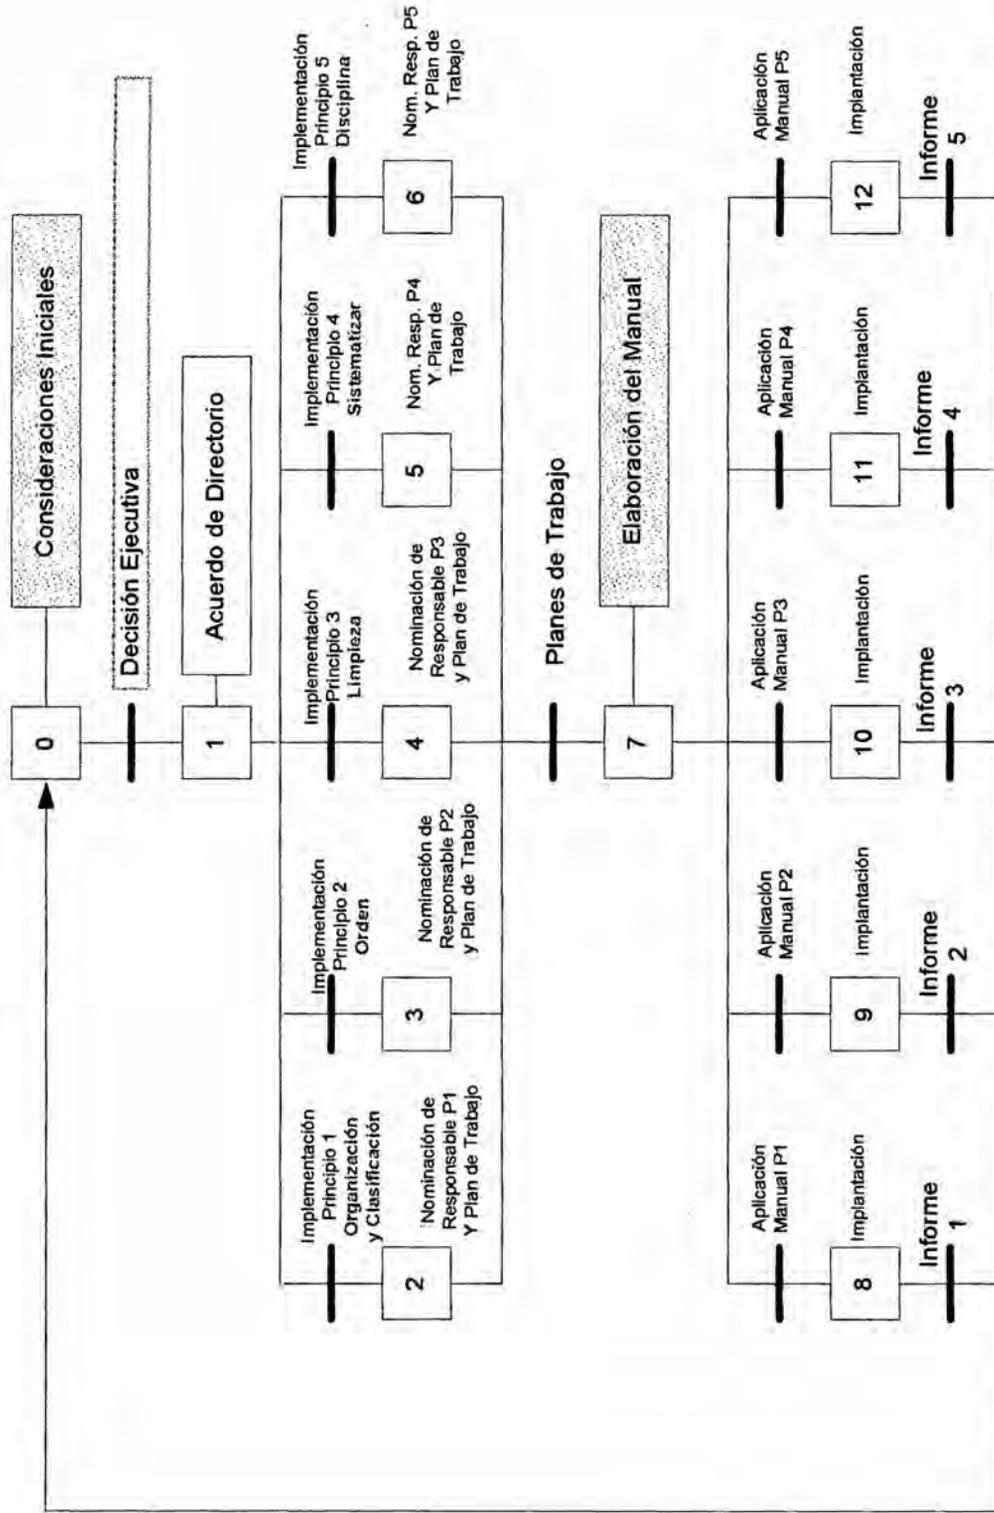 0
Consideraciones Iniciales
Decisión Ejecutiva
1
Acuerdo de Directorio
Implementación
Principio 1
Organización
y Clasificación
Implementación
Principio 2
Orden
Implementación
Principio 3
Limpieza
Implementación
Principio 4
Sistematizar
Implementación
Principio 5
Disciplina
2
Nominación de
Responsable P1
Y Plan de Trabajo
3
Nominación de
Responsable P2
y Plan de Trabajo
4
Nominación de
Responsable P3
y Plan de Trabajo
5
Nom. Resp. P4
Y Plan de
Trabajo
6
Nom. Resp. P5
Y Plan de
Trabajo
Planes de Trabajo
7
Elaboración del Manual
Aplicación
Manual P1
Aplicación
Manual P2
Aplicación
Manual P3
Aplicación
Manual P4
Aplicación
Manual P5
8
Implantación
9
Implantación
10
Implantación
11
Implantación
12
Implantación
Informe
1
Informe
2
Informe
3
Informe
4
Informe
5